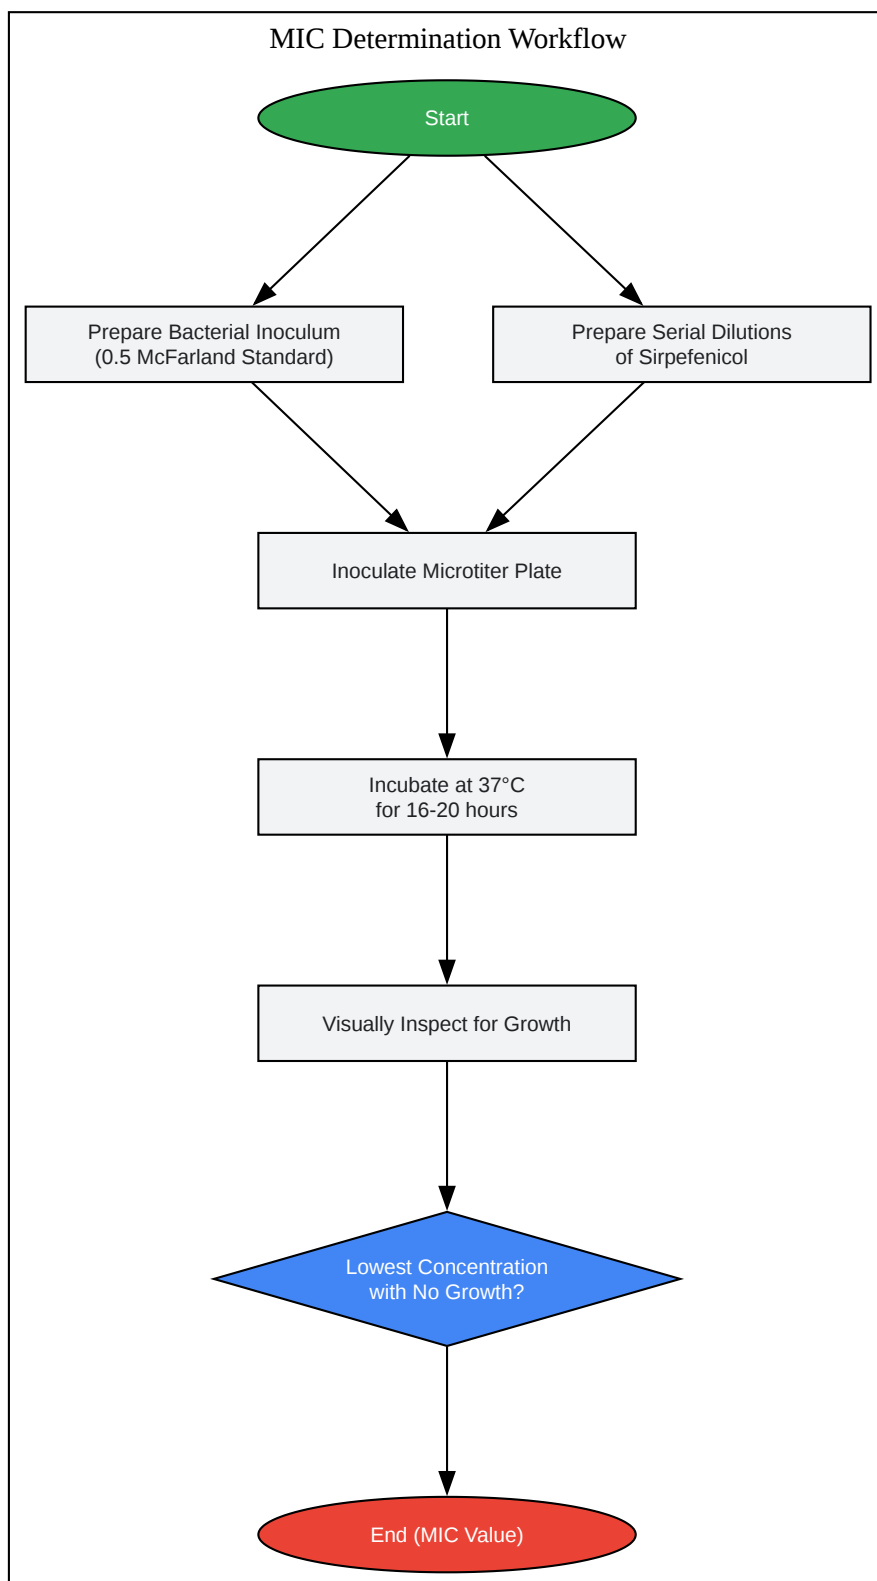 MIC Determination Workflow
Start
Prepare Bacterial Inoculum
(0.5 McFarland Standard)
Prepare Serial Dilutions
of Sirpefenicol
Inoculate Microtiter Plate
Incubate at 37°C
for 16-20 hours
Visually Inspect for Growth
Lowest Concentration
with No Growth?
End (MIC Value)